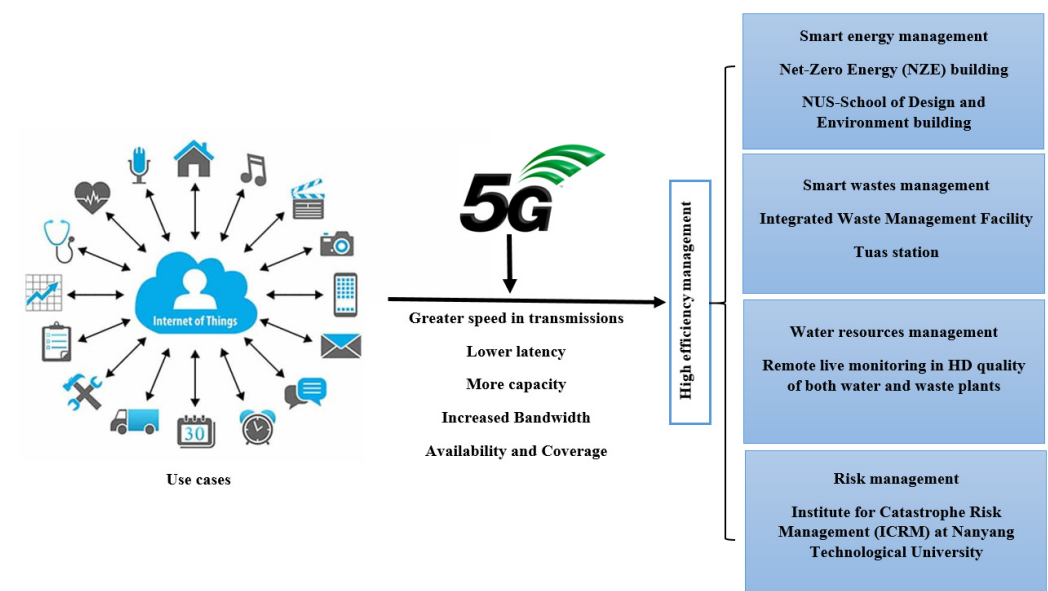 Internet of Things
30
Use cases
5G
Greater speed in transmissions
Lower latency
More capacity
Increased Bandwidth
Availability and Coverage
High efficiency management
Smart energy management
Net-Zero Energy (NZE) building
NUS-School of Design and
Environment building
Smart wastes management
Integrated Waste Management Facility
Tuas station
Water resources management
Remote live monitoring in HD quality
of both water and waste plants
Risk management
Institute for Catastrophe Risk
Management (ICRM) at Nanyang
Technological University